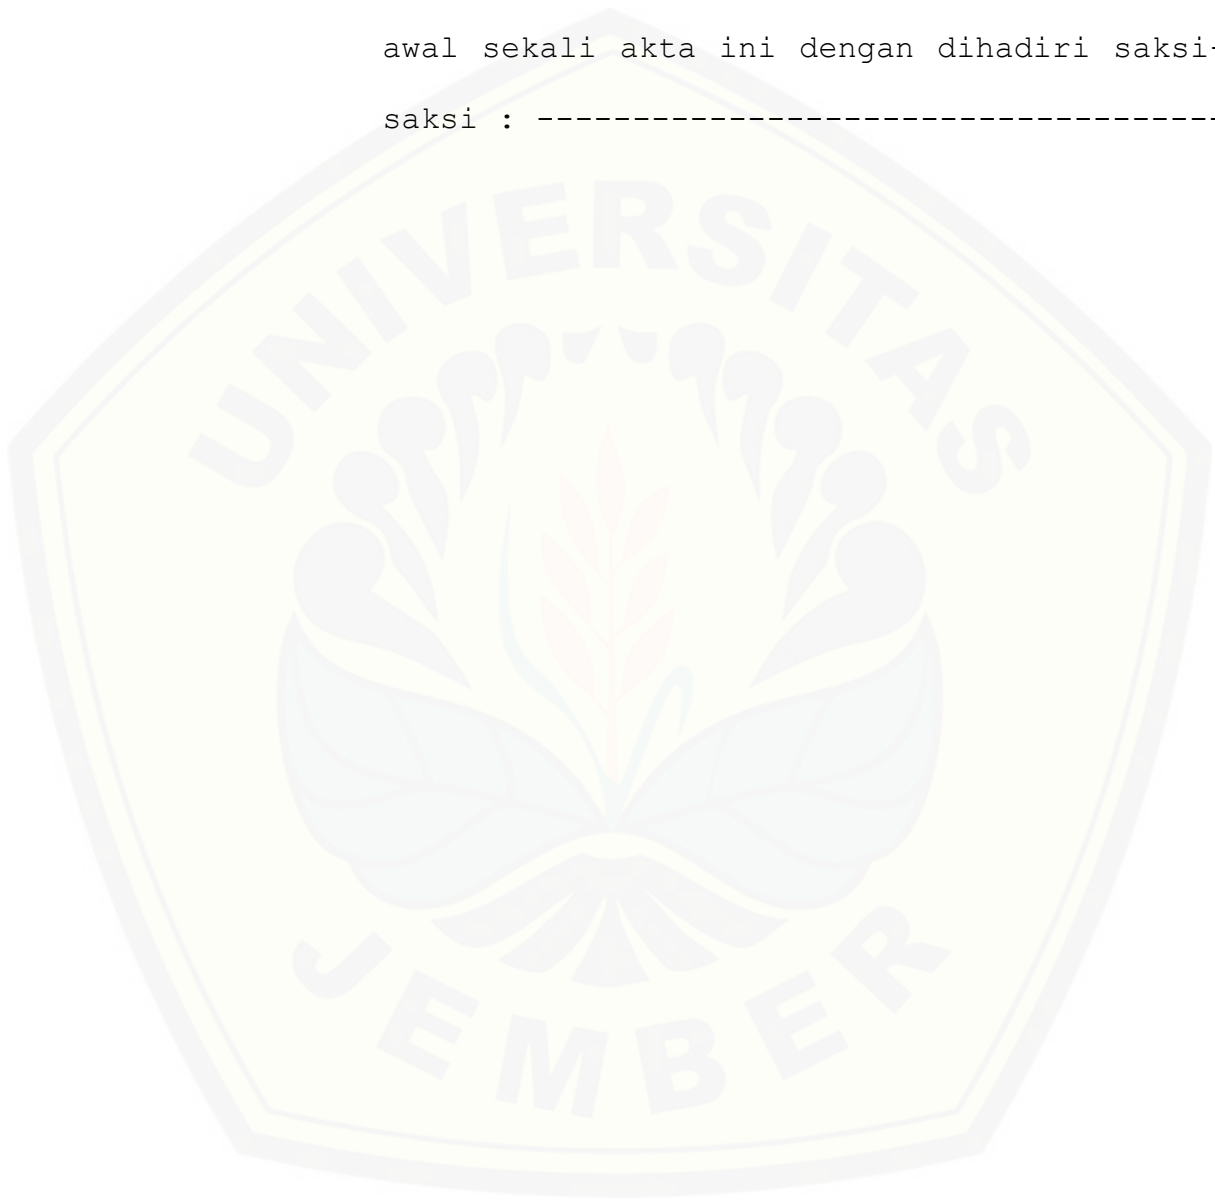 awal sekali akta ini dengan dihadiri saksi-
saksi : -----------------------------------
UNIVERSITAS
JEMBER